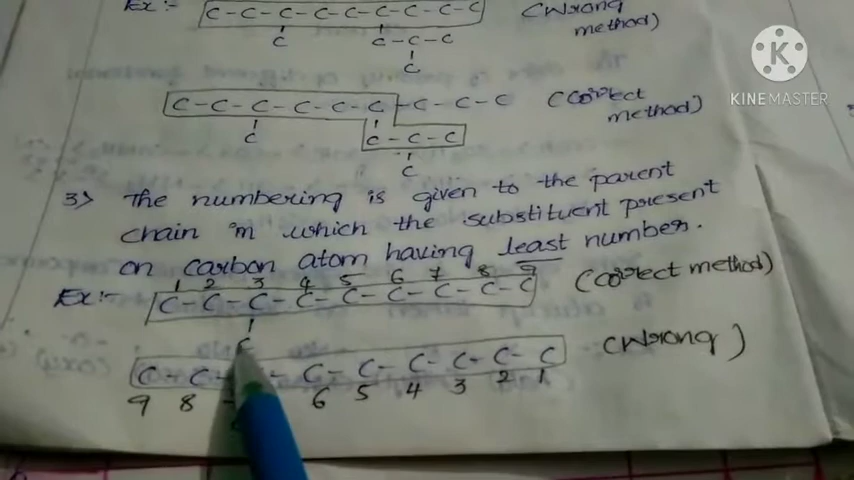 Ex :- C-C-C-C-C-C-C-C-C (Wrong
method)
C C-C-C
C
C-C-C-C-C-C-C-C-C-C (Correct
method)
C C-C-C
C
3> The numbering is given to the parent
chain in which the substituent present
on carbon atom having least number.
1 2 3 4 5 6 7 8 9
Ex:- C-C-C-C-C-C-C-C-C (Correct method)
C
C-C- - C-C-C-C-C-C (Wrong)
9 8 6 5 4 3 2 1
K
KINEMASTER